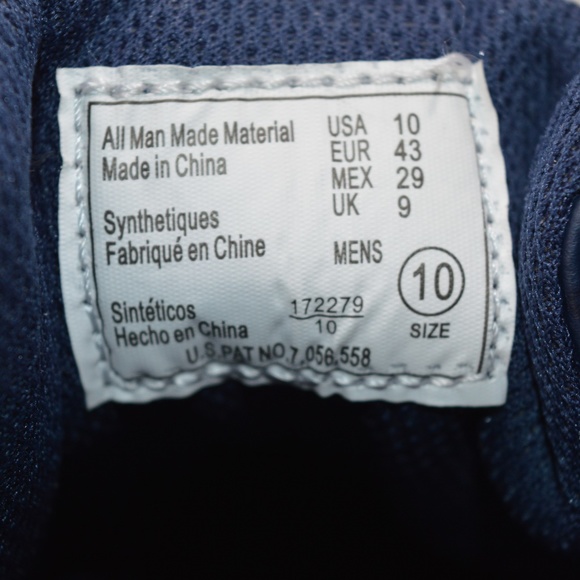 All Man Made Material
Made in China
Synthetiques
Fabriqué en Chine
Sintéticos
Hecho en China
USA 10
EUR 43
MEX 29
UK 9
MENS
10
SIZE
172279
10
U.S PAT NO.7,056,558